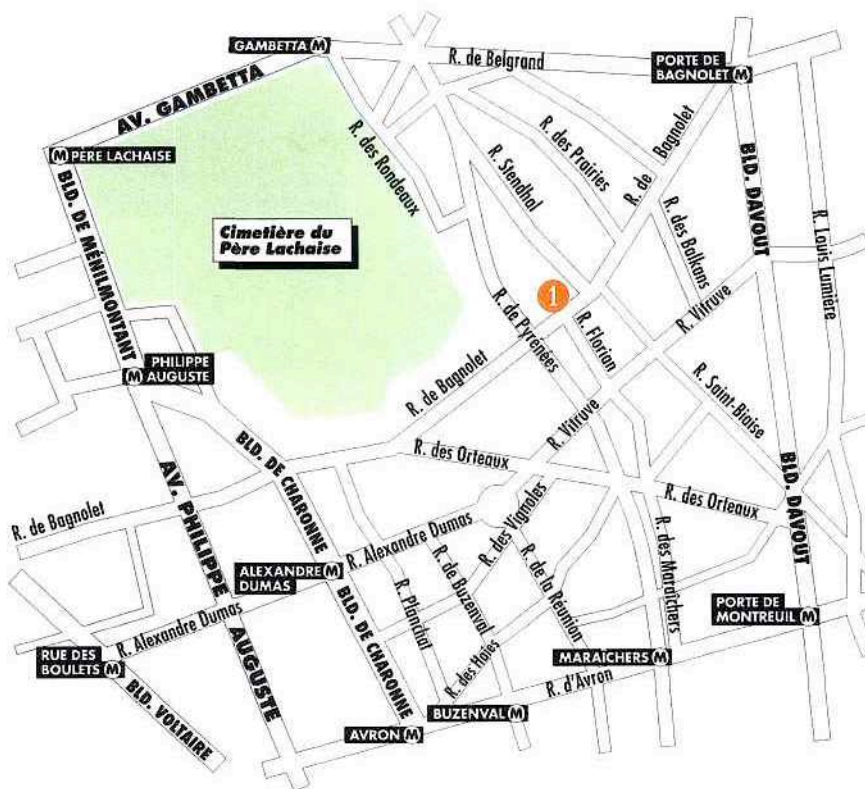 GAMBETTA M
R. de Belgrand
PORTE DE
BAGNOLET M
AV. GAMBETTA
M PÈRE LACHAISE
R. des Rondeaux
R. Stendhal
R. des Prairies
R. de Bagnolet
BLD. DAVOUT
R. Louis Lumière
BLD. DE MÉNILMONTANT
Cimetière du
Père Lachaise
R. des Balkans
1
R. de Pyrenées
R. Florian
R. Vitruve
PHILIPPE
M AUGUSTE
R. de Bagnolet
R. Saint-Blaise
R. Vitruve
BLD. DE CHARONNE
R. des Orteaux
BLD. DAVOUT
AV. PHILIPPE AUGUSTE
R. de Bagnolet
R. des Orteaux
R. Alexandre Dumas
R. des Vignoles
R. des Maraîchers
ALEXANDRE
DUMAS M
R. de Buzenval
R. de la Réunion
R. Planchat
BLD. DE CHARONNE
PORTE DE
MONTREUIL M
R. Alexandre Dumas
RUE DES
BOULETS M
MARAÎCHERS M
R. des Haies
R. d'Avron
BLD. VOLTAIRE
BUZENVAL M
AVRON M